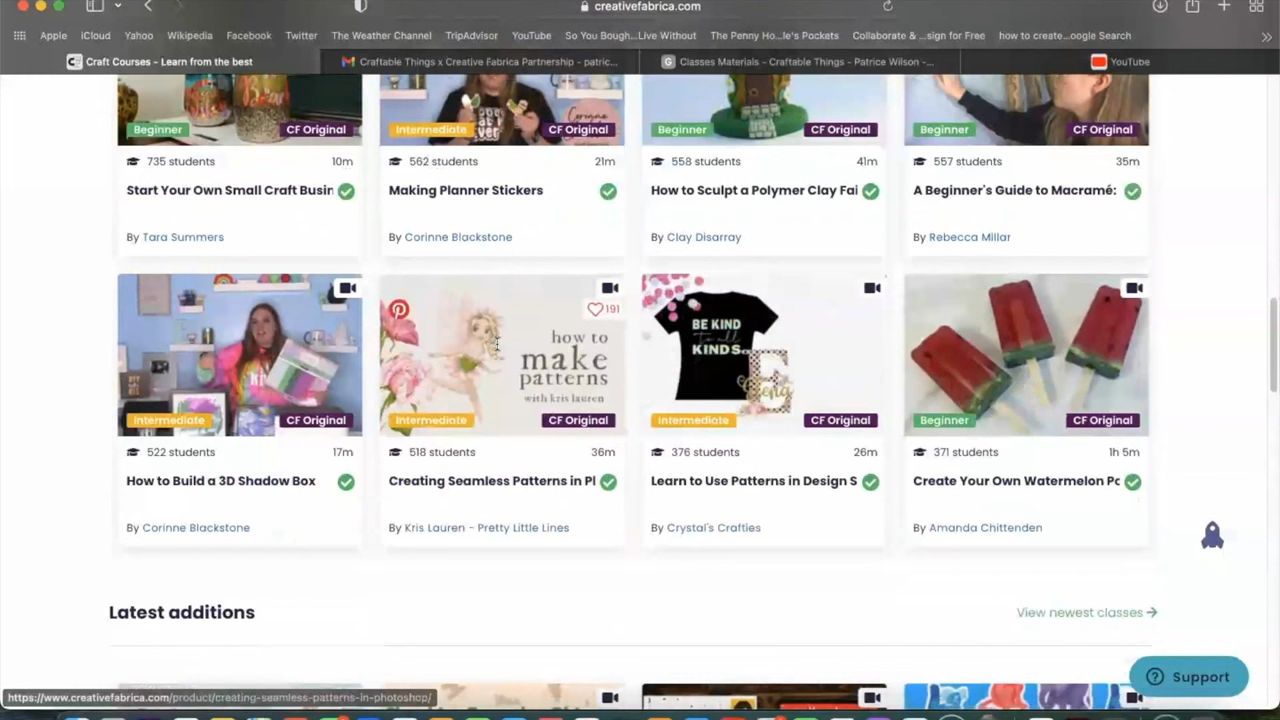 creativefabrica.com
Apple iCloud Yahoo Wikipedia Facebook Twitter The Weather Channel TripAdvisor YouTube So You Bough...Live Without The Penny Ho...le's Pockets Collaborate &...sign for Free how to create...oogle Search
Craft Courses – Learn from the best
Craftable Things x Creative Fabrica Partnership - patric...
Classes Materials - Craftable Things - Patrice Wilson -...
YouTube
Beginner CF Original Intermediate CF Original Beginner CF Original Beginner CF Original
735 students 10m 562 students 21m 558 students 41m 557 students 35m
Start Your Own Small Craft Busin Making Planner Stickers How to Sculpt a Polymer Clay Fai A Beginner's Guide to Macramé:
By Tara Summers By Corinne Blackstone By Clay Disarray By Rebecca Millar
191
how to
make
patterns
with kris lauren
BE KIND
to all
KINDS.
Intermediate CF Original Intermediate CF Original Intermediate CF Original Beginner CF Original
522 students 17m 518 students 36m 376 students 26m 371 students 1h 5m
How to Build a 3D Shadow Box Creating Seamless Patterns in Pl Learn to Use Patterns in Design S Create Your Own Watermelon Po
By Corinne Blackstone By Kris Lauren - Pretty Little Lines By Crystal's Crafties By Amanda Chittenden
Latest additions View newest classes →
Support
https://www.creativefabrica.com/product/creating-seamless-patterns-in-photoshop/